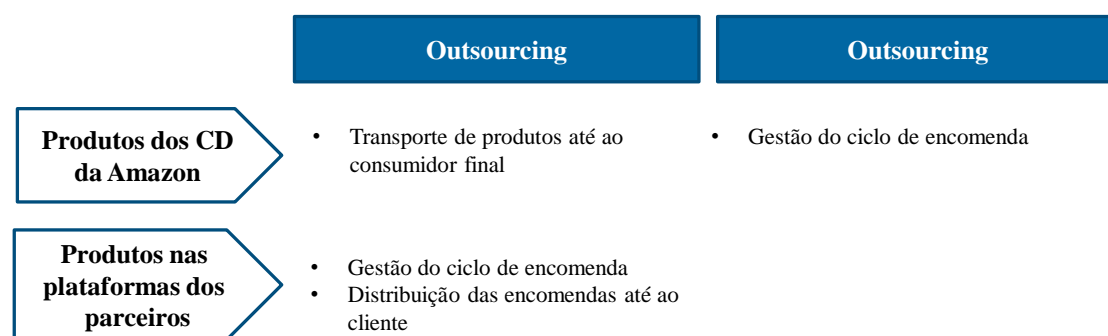 Outsourcing
Outsourcing
Produtos dos CD
da Amazon
• Transporte de produtos até ao
consumidor final
• Gestão do ciclo de encomenda
Produtos nas
plataformas dos
parceiros
• Gestão do ciclo de encomenda
• Distribuição das encomendas até ao
cliente